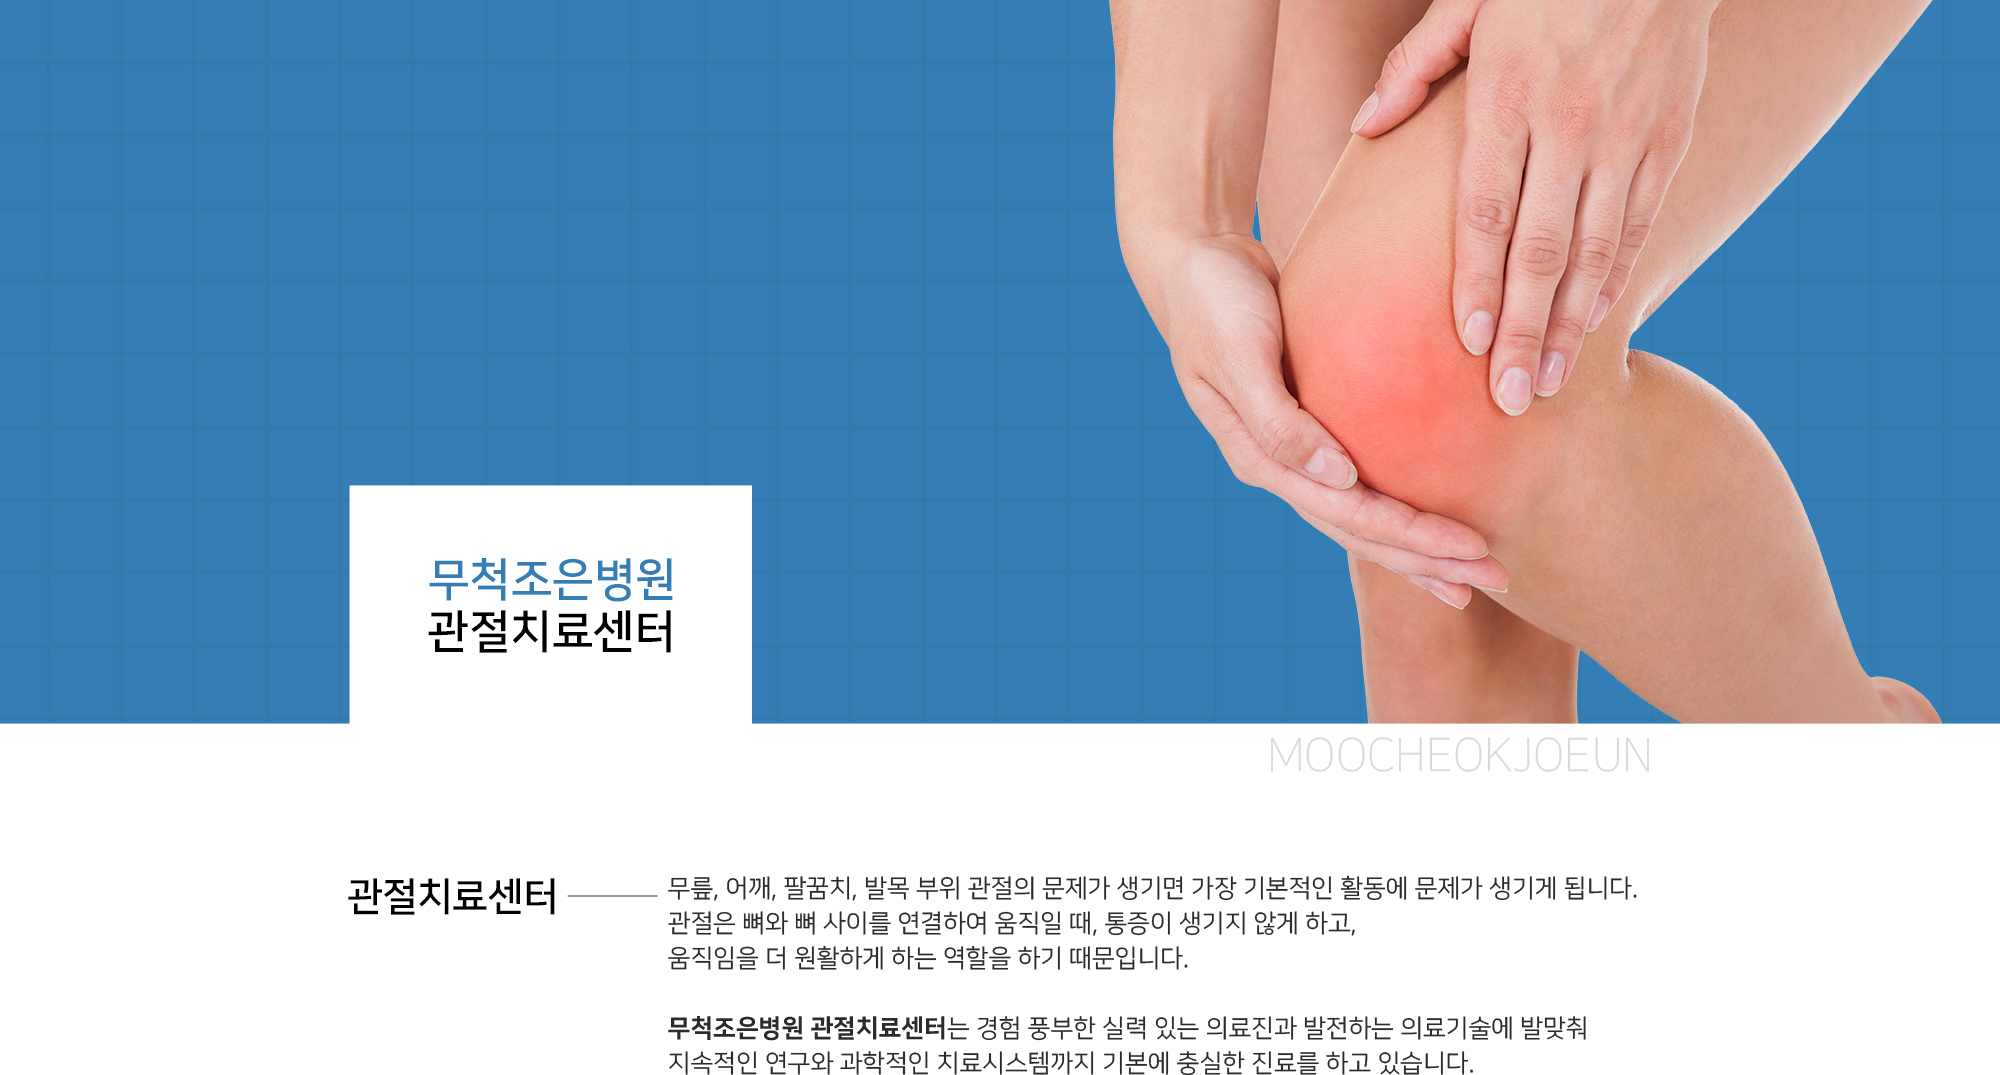 무척조은병원
관절치료센터
MOOCHEOKJOEUN
관절치료센터
무릎, 어깨, 팔꿈치, 발목 부위 관절의 문제가 생기면 가장 기본적인 활동에 문제가 생기게 됩니다.
관절은 뼈와 뼈 사이를 연결하여 움직일 때, 통증이 생기지 않게 하고,
움직임을 더 원활하게 하는 역할을 하기 때문입니다.
무척조은병원 관절치료센터는 경험 풍부한 실력 있는 의료진과 발전하는 의료기술에 발맞춰
지속적인 연구와 과학적인 치료시스템까지 기본에 충실한 진료를 하고 있습니다.